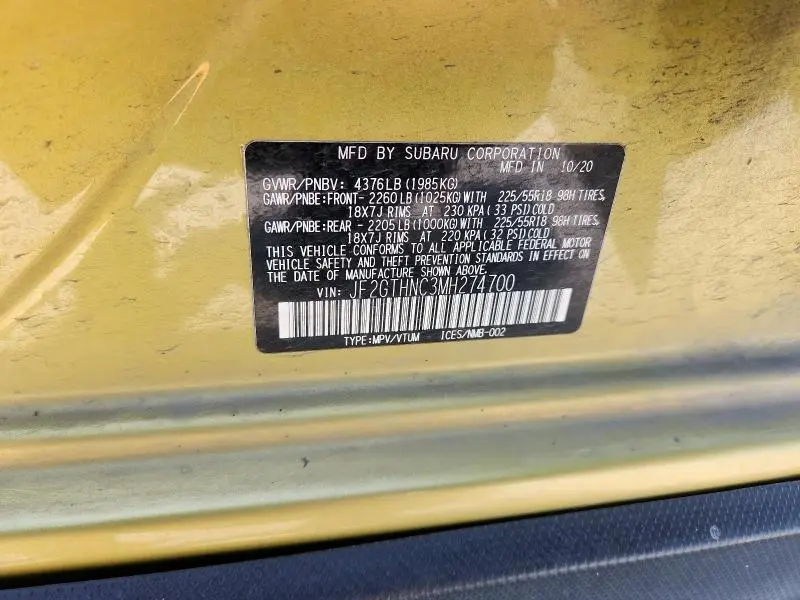 MFD BY SUBARU CORPORATION
MFD IN 10/20
GVWR/PNBV: 4376LB (1985KG)
GAWR/PNBE:FRONT- 2260LB (1025KG) WITH 225/55R18 98H TIRES,
18X7J RIMS AT 230 KPA( 33 PSI) COLD
GAWR/PNBE:REAR - 2205LB (1000KG) WITH 225/55R18 98H TIRES,
18X7J RIMS AT 220 KPA( 32 PSI) COLD
THIS VEHICLE CONFORMS TO ALL APPLICABLE FEDERAL MOTOR
VEHICLE SAFETY AND THEFT PREVENTION STANDARDS IN EFFECT ON
DATE OF MANUFACTURE SHOWN ABOVE.
VIN: JF2GTHNC3MH274700
TYPE:MPV/VTUM ICES/NMB-002